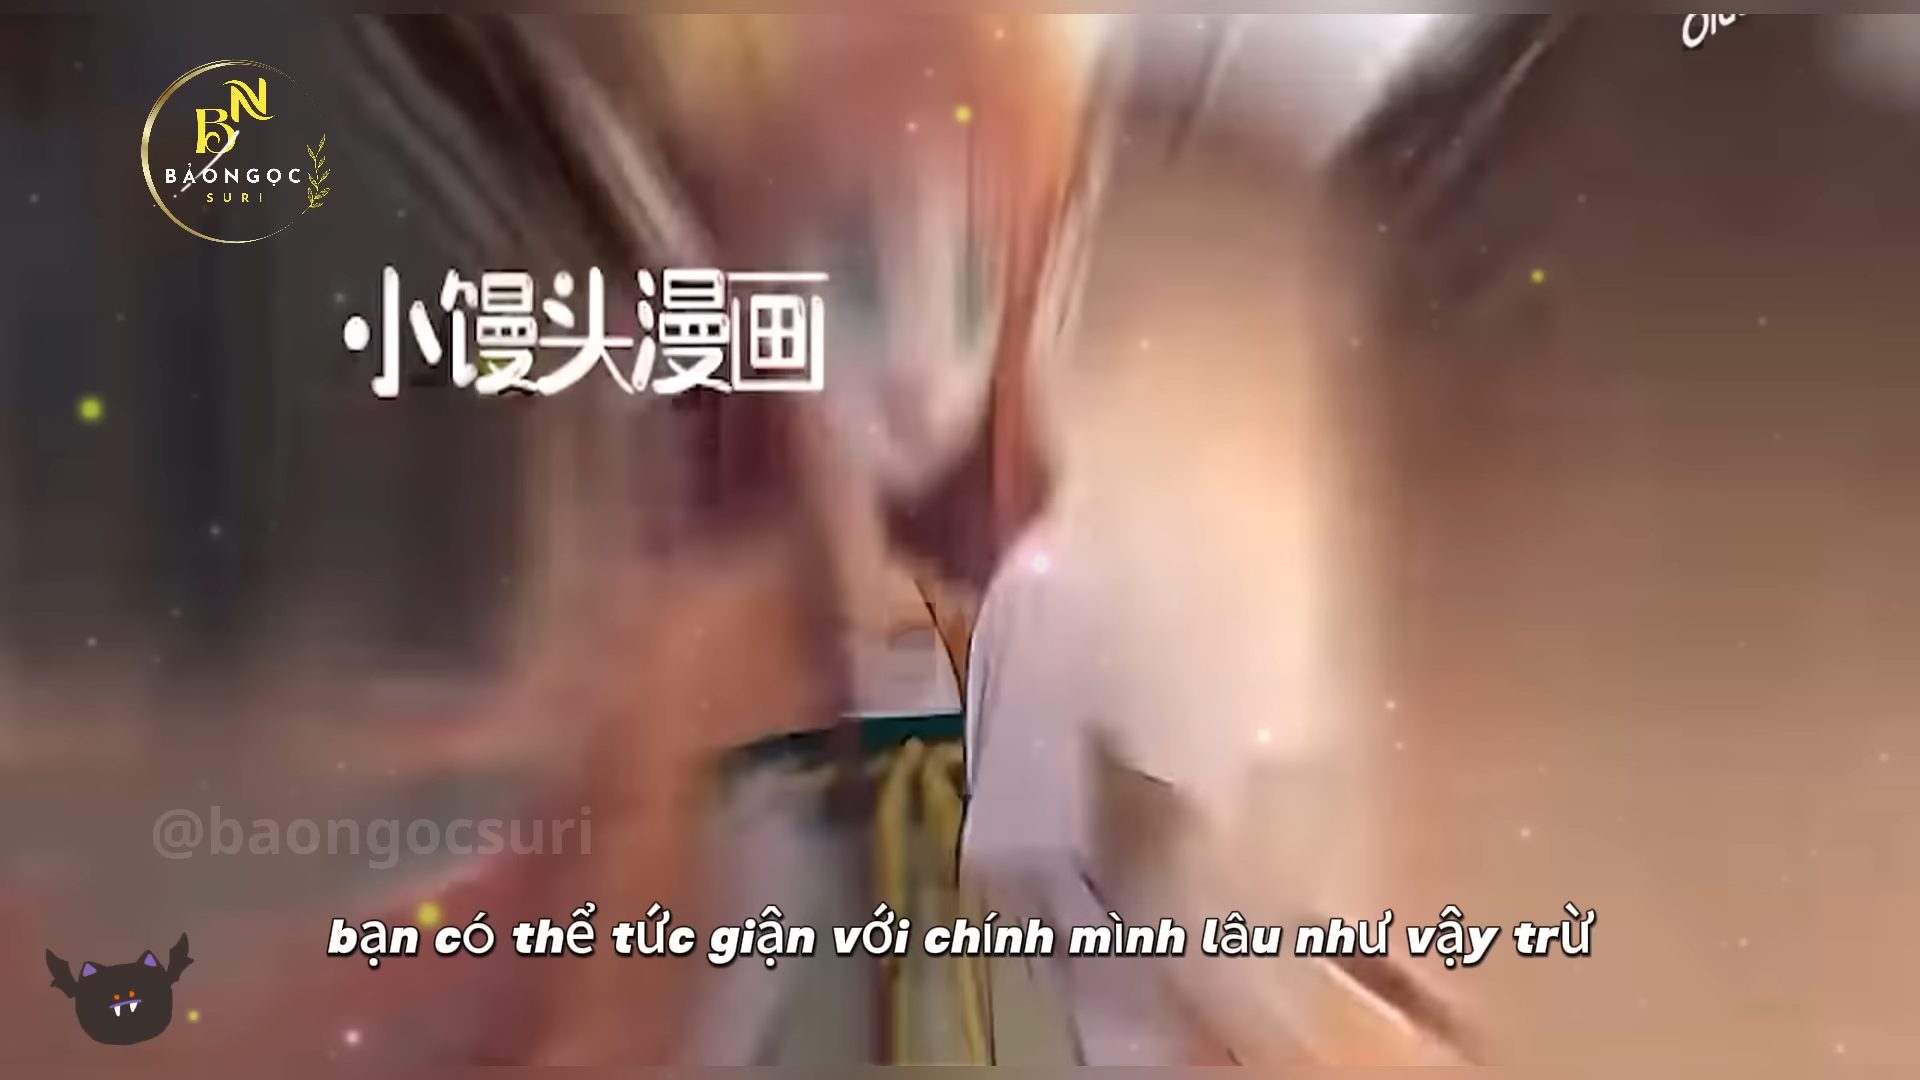 BN
BẢONGỌC
SURI
小馒头漫画
@baongocsuri
bạn có thể tức giận với chính mình lâu như vậy trừ